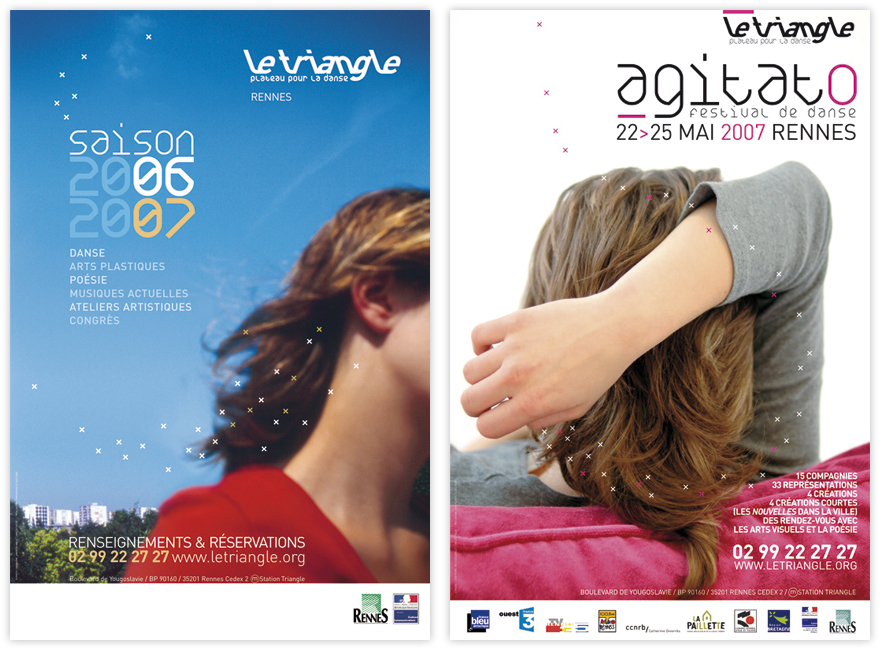 letriangle
plateau pour la danse
RENNES
saison
2006
2007
DANSE
ARTS PLASTIQUES
POÉSIE
MUSIQUES ACTUELLES
ATELIERS ARTISTIQUES
CONGRÈS
RENSEIGNEMENTS & RÉSERVATIONS
02 99 22 27 27 www.letriangle.org
Boulevard de Yougoslavie / BP 90160 / 35201 Rennes Cedex 2 / m Station Triangle
RENNES
letriangle
plateau pour la danse
agitato
festival de danse
22>25 MAI 2007 RENNES
15 COMPAGNIES
33 REPRÉSENTATIONS
4 CRÉATIONS
4 CRÉATIONS COURTES
(LES NOUVELLES DANS LA VILLE)
DES RENDEZ-VOUS AVEC
LES ARTS VISUELS ET LA POÉSIE
02 99 22 27 27
WWW.LETRIANGLE.ORG
BOULEVARD DE YOUGOSLAVIE / BP 90160 / 35201 RENNES CEDEX 2 / m STATION TRIANGLE
bleu
ouest 3
TV
ccnrb/ Catherine Diverrès
LA PAILLETTE
BRETAGNE
RENNES